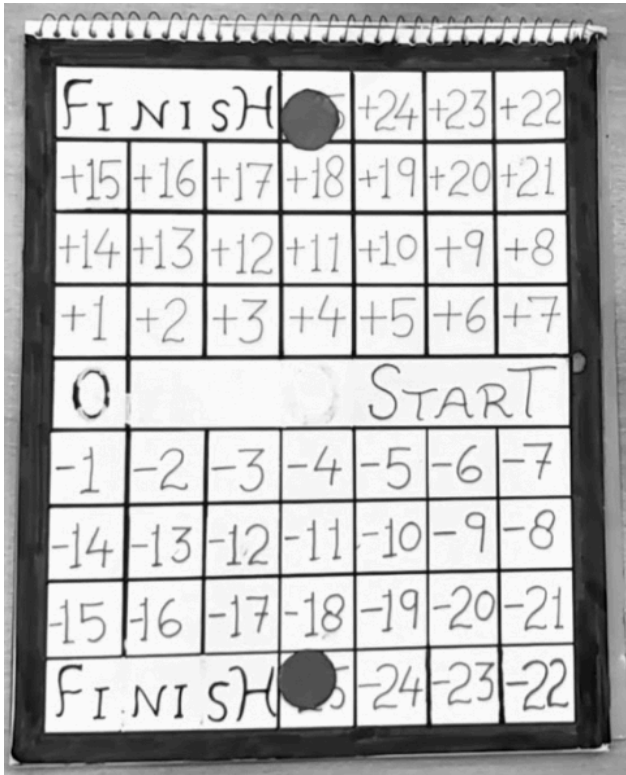 FINISH +24 +23 +22
+15 +16 +17 +18 +19 +20 +21
+14 +13 +12 +11 +10 +9 +8
+1 +2 +3 +4 +5 +6 +7
0 START
-1 -2 -3 -4 -5 -6 -7
-14 -13 -12 -11 -10 -9 -8
-15 -16 -17 -18 -19 -20 -21
FINISH -24 -23 -22